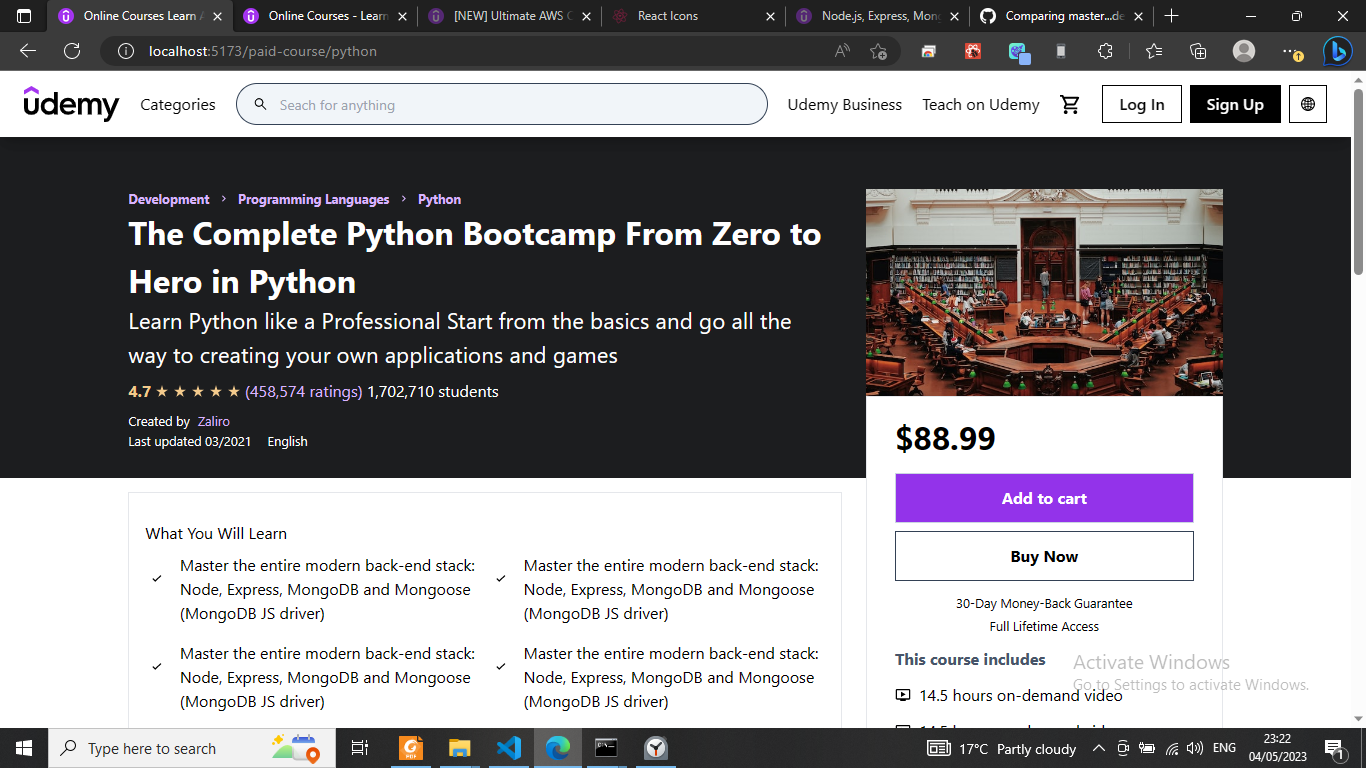 Online Courses Learn A
Online Courses - Learn
[NEW] Ultimate AWS C
React Icons
Node.js, Express, Mong
Comparing master...de
localhost:5173/paid-course/python
udemy
Categories
Seach for anything
Udemy Business
Teach on Udemy
Log In
Sign Up
Development > Programming Languages > Python
The Complete Python Bootcamp From Zero to
Hero in Python
Learn Python like a Professional Start from the basics and go all the
way to creating your own applications and games
4.7 ★ ★ ★ ★ ★ (458,574 ratings) 1,702,710 students
Created by Zaliro
Last updated 03/2021 English
$88.99
Add to cart
Buy Now
30-Day Money-Back Guarantee
Full Lifetime Access
This course includes
14.5 hours on-demand video
What You Will Learn
Master the entire modern back-end stack:
Node, Express, MongoDB and Mongoose
(MongoDB JS driver)
Master the entire modern back-end stack:
Node, Express, MongoDB and Mongoose
(MongoDB JS driver)
Master the entire modern back-end stack:
Node, Express, MongoDB and Mongoose
(MongoDB JS driver)
Master the entire modern back-end stack:
Node, Express, MongoDB and Mongoose
(MongoDB JS driver)
Activate Windows
Go to Settings to activate Windows.
Type here to search
17°C Partly cloudy
ENG
23:22
04/05/2023
1